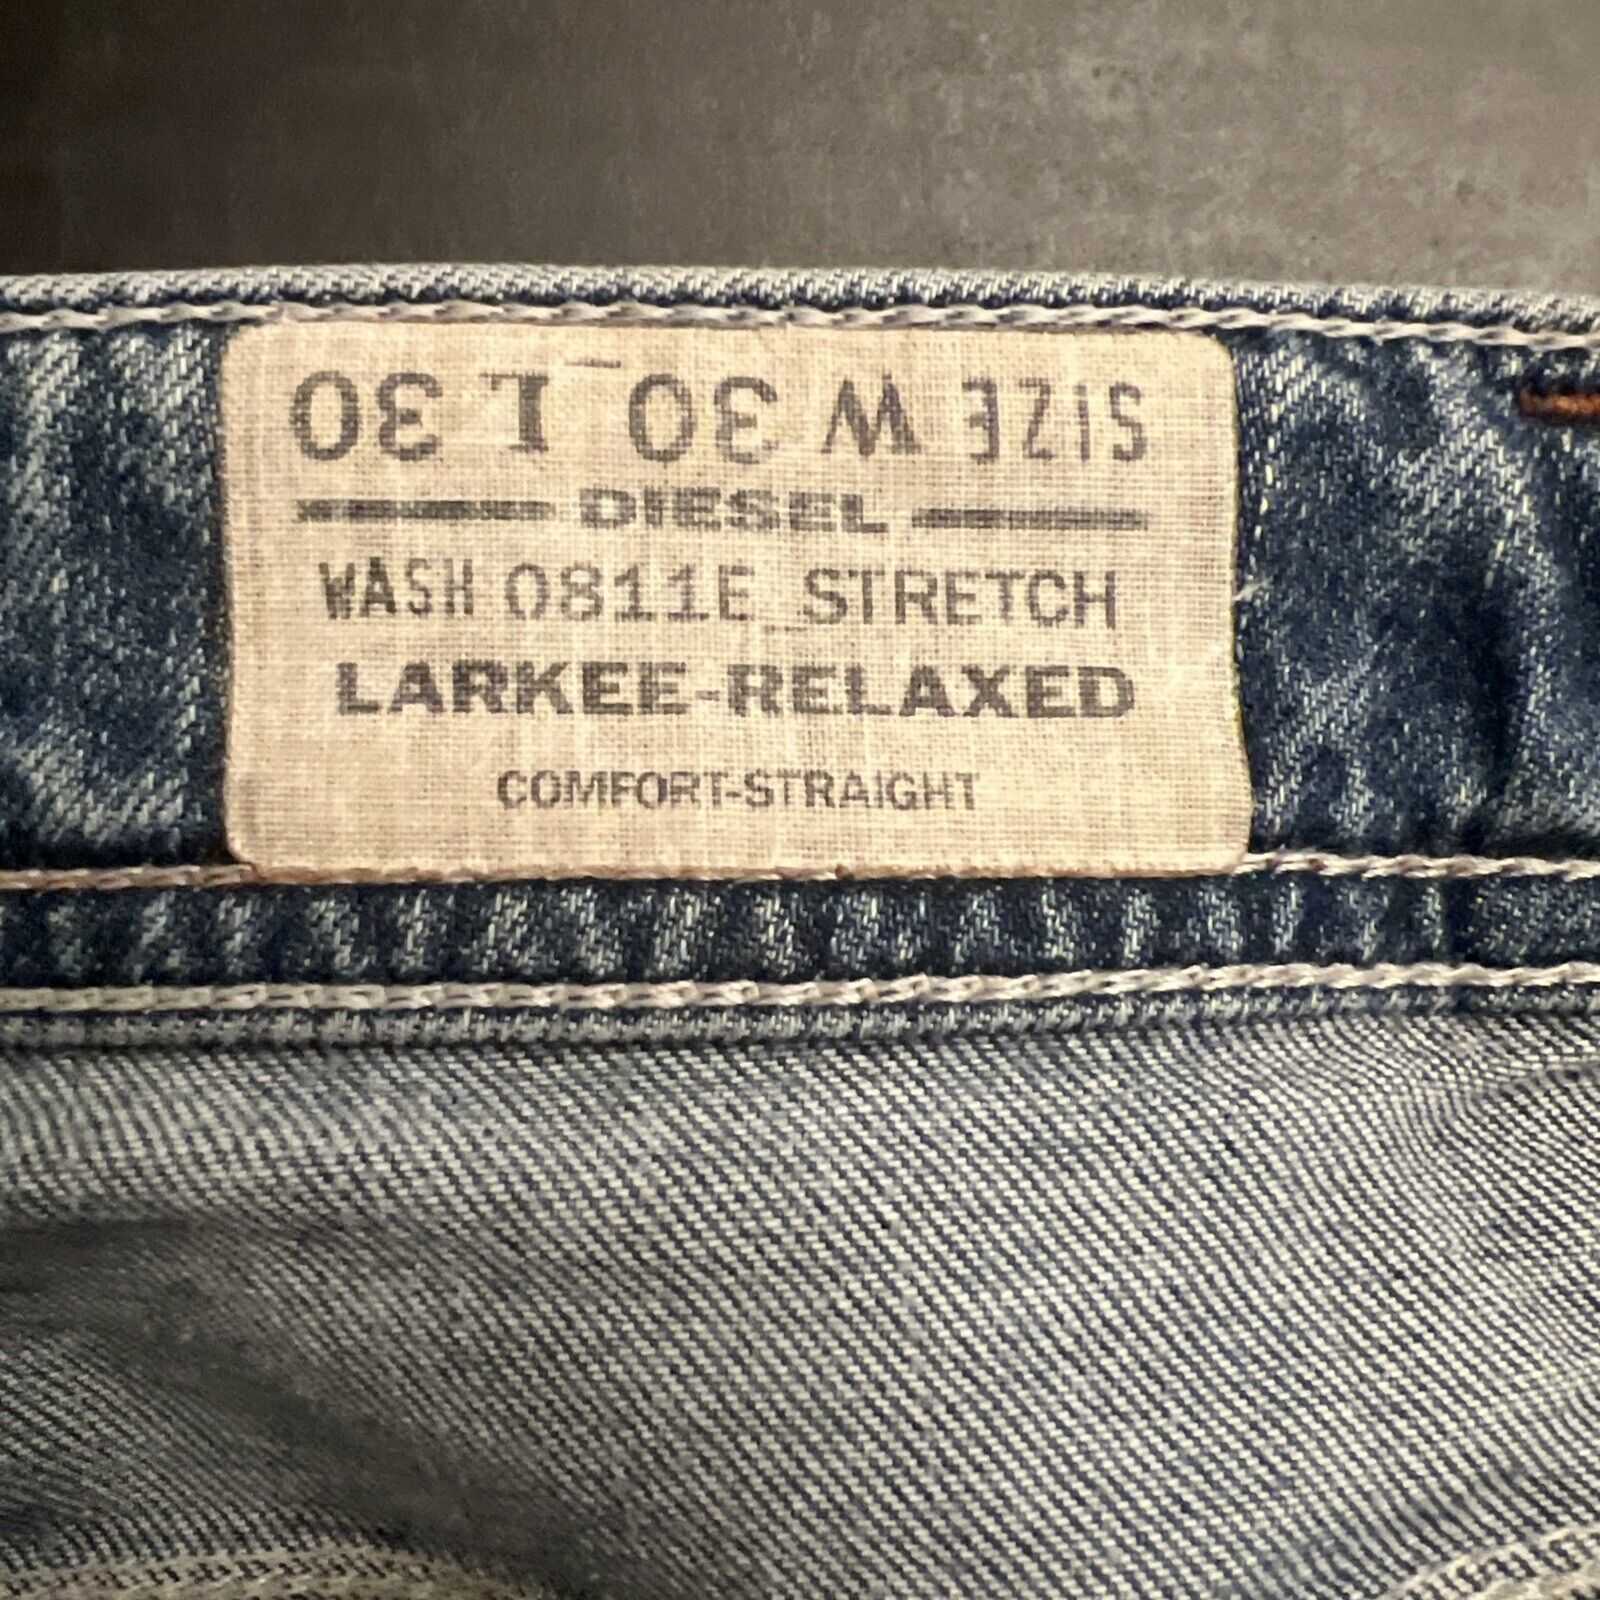 SIZE W 30_L 30
DIESEL
WASH 0811E_STRETCH
LARKEE-RELAXED
COMFORT-STRAIGHT